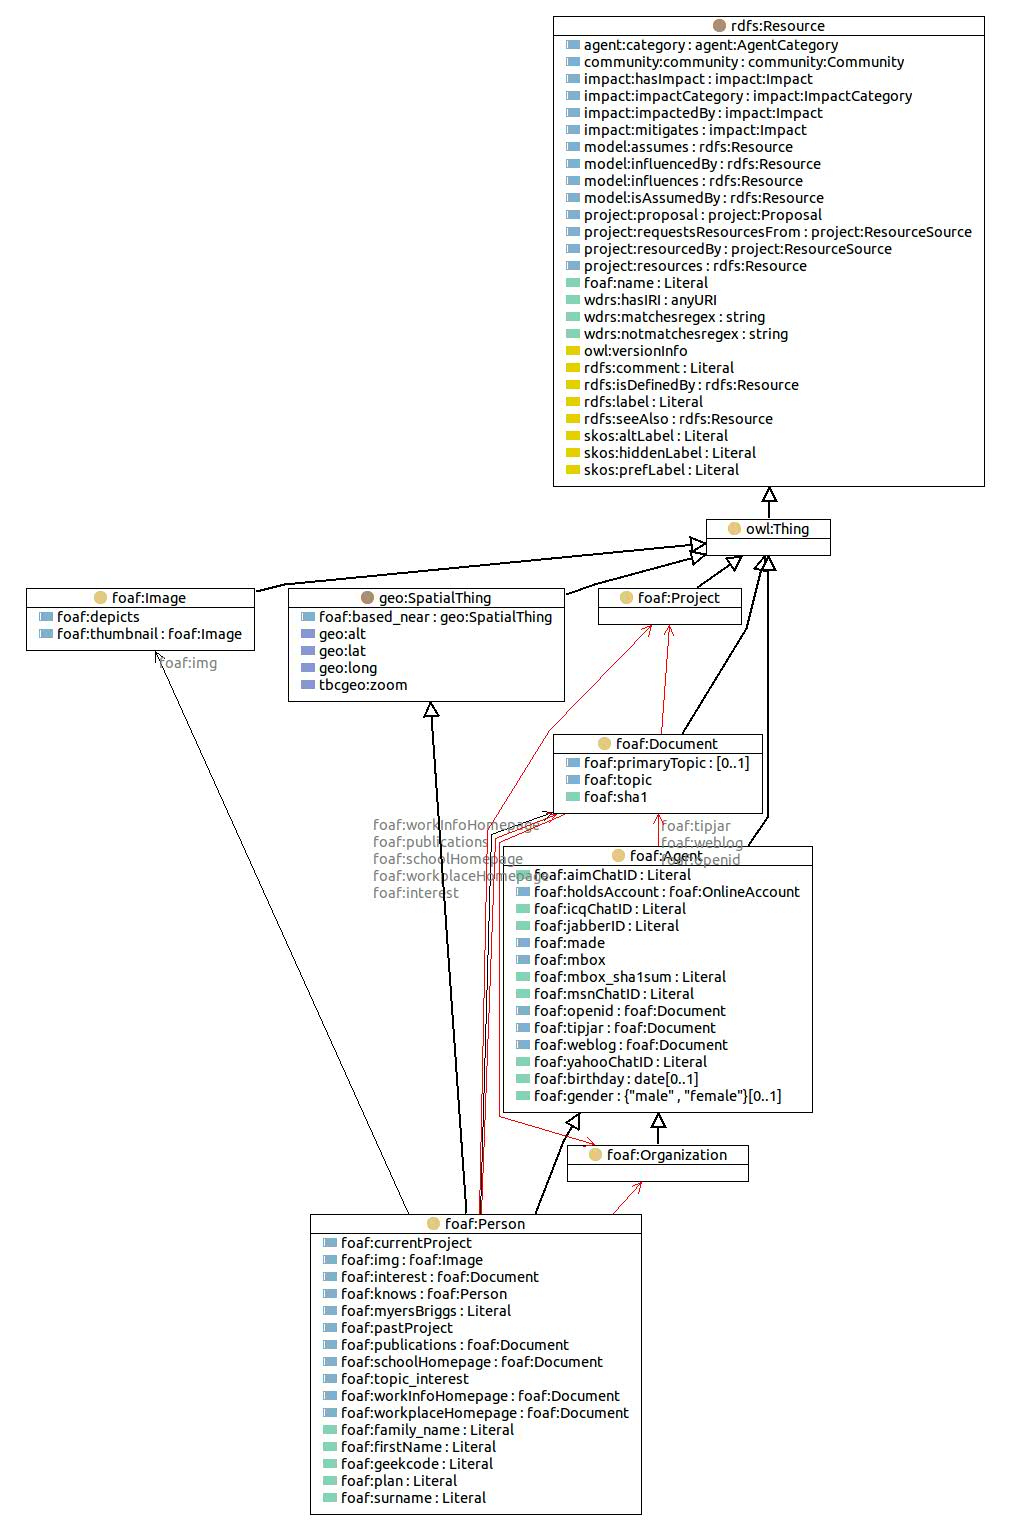 rdfs:Resource
agent:category : agent:AgentCategory
community:community : community:Community
impact:hasImpact : impact:Impact
impact:impactCategory : impact:ImpactCategory
impact:impactedBy : impact:Impact
impact:mitigates : impact:Impact
model:assumes : rdfs:Resource
model:influencedBy : rdfs:Resource
model:influences : rdfs:Resource
model:isAssumedBy : rdfs:Resource
project:proposal : project:Proposal
project:requestsResourcesFrom : project:ResourceSource
project:resourcedBy : project:ResourceSource
project:resources : rdfs:Resource
foaf:name : Literal
wdrs:hasIRI : anyURI
wdrs:matchesregex : string
wdrs:notmatchesregex : string
owl:versionInfo
rdfs:comment : Literal
rdfs:isDefinedBy : rdfs:Resource
rdfs:label : Literal
rdfs:seeAlso : rdfs:Resource
skos:altLabel : Literal
skos:hiddenLabel : Literal
skos:prefLabel : Literal
owl:Thing
foaf:Image
foaf:depicts
foaf:thumbnail : foaf:Image
foaf:img
geo:SpatialThing
foaf:based_near : geo:SpatialThing
geo:alt
geo:lat
geo:long
tbcgeo:zoom
foaf:Project
foaf:Document
foaf:primaryTopic : [0..1]
foaf:topic
foaf:sha1
foaf:workInfoHomepage
foaf:publications
foaf:schoolHomepage
foaf:workplaceHomepage
foaf:interest
foaf:tipjar
foaf:weblog
foaf:openid
foaf:Agent
foaf:aimChatID : Literal
foaf:holdsAccount : foaf:OnlineAccount
foaf:icqChatID : Literal
foaf:jabberID : Literal
foaf:made
foaf:mbox
foaf:mbox_sha1sum : Literal
foaf:msnChatID : Literal
foaf:openid : foaf:Document
foaf:tipjar : foaf:Document
foaf:weblog : foaf:Document
foaf:yahooChatID : Literal
foaf:birthday : date[0..1]
foaf:gender : {"male" , "female"}[0..1]
foaf:Organization
foaf:Person
foaf:currentProject
foaf:img : foaf:Image
foaf:interest : foaf:Document
foaf:knows : foaf:Person
foaf:myersBriggs : Literal
foaf:pastProject
foaf:publications : foaf:Document
foaf:schoolHomepage : foaf:Document
foaf:topic_interest
foaf:workInfoHomepage : foaf:Document
foaf:workplaceHomepage : foaf:Document
foaf:family_name : Literal
foaf:firstName : Literal
foaf:geekcode : Literal
foaf:plan : Literal
foaf:surname : Literal